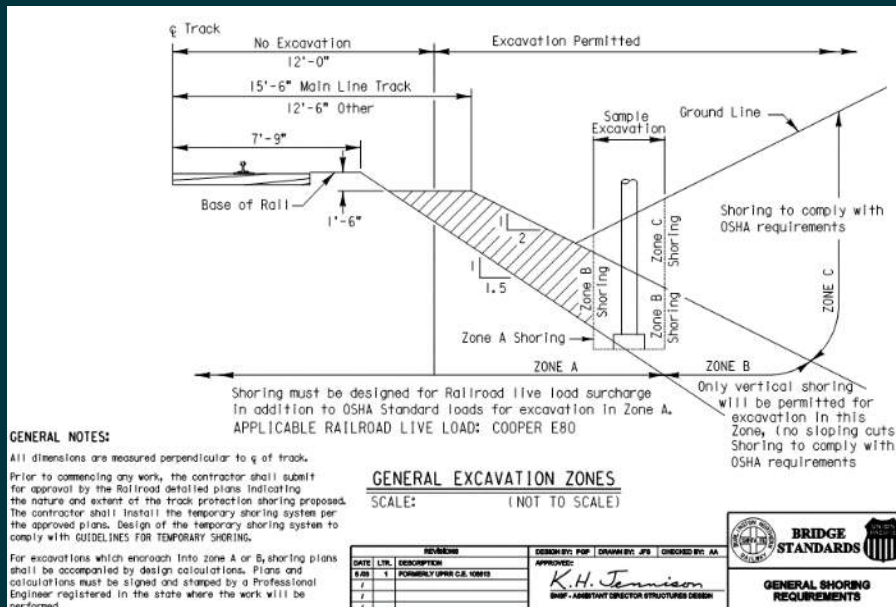 ℄ Track
No Excavation
Excavation Permitted
12'-0"
15'-6" Main Line Track
12'-6" Other
Sample
Excavation
Ground Line
7'-9"
Base of Rail
1'-6"
1
2
1
1.5
Zone B
Shoring
Zone C
Shoring
Zone B
Shoring
Shoring to comply with
OSHA requirements
ZONE C
Zone A Shoring
ZONE A
ZONE B
Shoring must be designed for Railroad live load surcharge
in addition to OSHA Standard loads for excavation in Zone A.
APPLICABLE RAILROAD LIVE LOAD: COOPER E80
Only vertical shoring
will be permitted for
excavation in this
Zone, (no sloping cuts
Shoring to comply with
OSHA requirements
GENERAL NOTES:
All dimensions are measured perpendicular to ℄ of track.
Prior to commencing any work, the contractor shall submit
for approval by the Railroad detailed plans indicating
the nature and extent of the track protection shoring proposed.
The contractor shall install the temporary shoring system per
the approved plans. Design of the temporary shoring system to
comply with GUIDELINES FOR TEMPORARY SHORING.
For excavations which encroach into zone A or B, shoring plans
shall be accompanied by design calculations. Plans and
calculations must be signed and stamped by a Professional
Engineer registered in the state where the work will be
performed.
GENERAL EXCAVATION ZONES
SCALE: (NOT TO SCALE)
REVISIONS
DATE LTR. DESCRIPTION
1 FORMERLY UPRR C.E.
DESIGN BY: DRAWN BY: CHECKED BY: AA
APPROVED:
K.H. Jennison
BNSF - ASSISTANT DIRECTOR STRUCTURES DESIGN
BRIDGE
STANDARDS
GENERAL SHORING
REQUIREMENTS